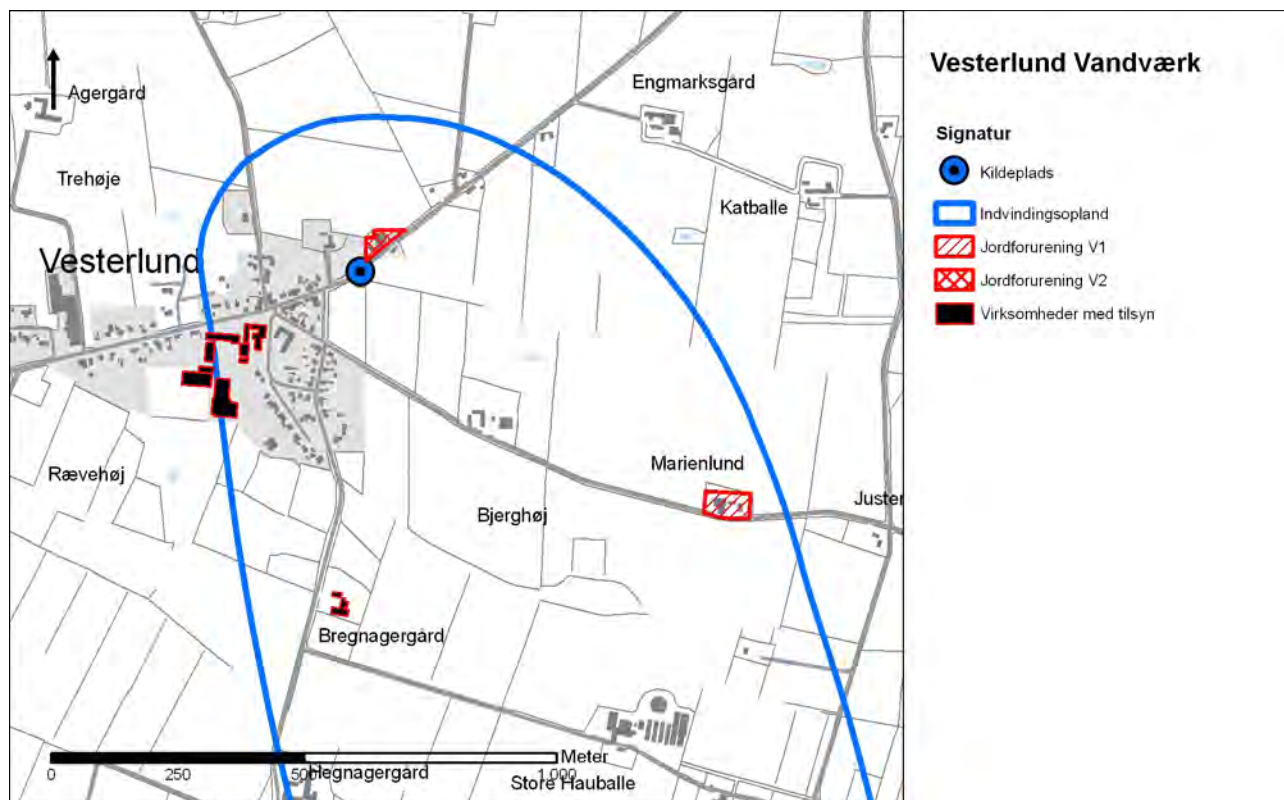 Vesterlund Vandværk
Signatur
Kildeplads
Indvindingsopland
Jordforurening V1
Jordforurening V2
Virksomheder med tilsyn
Engmarksgård
Agergård
Trehøje
Katballe
Vesterlund
Marienlund
Rævehøj
Juster
Bjerghøj
Bregnagergård
Meter
0 250 500 1.000
Hegnagergård
Store Hauballe